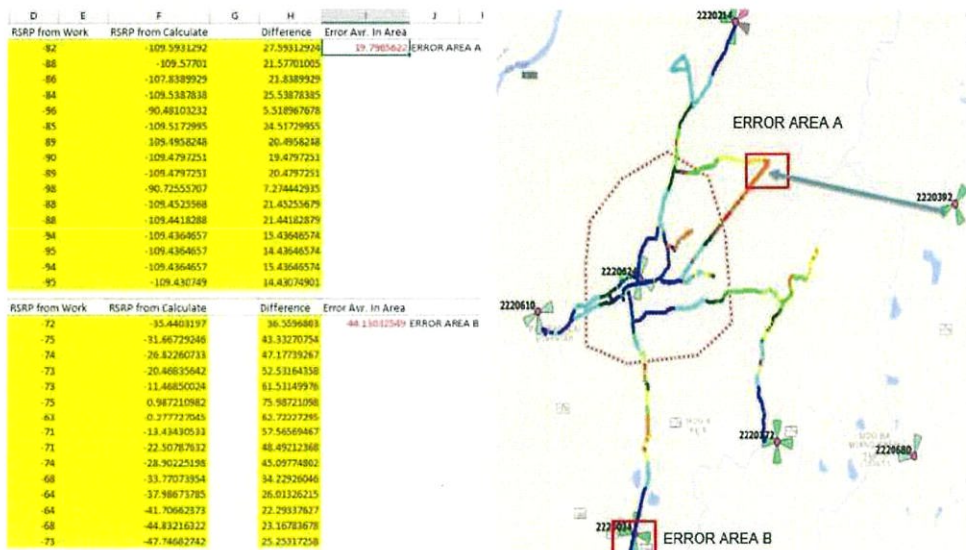 D E F G H I J
RSRP from Work RSRP from Calculate Difference Error Avr. In Area
-82 -109.5931292 27.59312924 19.7985622 ERROR AREA A
-88 -109.57701 21.57701005
-86 -107.8389929 21.8389929
-84 -109.5387838 25.53878385
-96 -90.48103232 5.518967678
-85 -109.5172995 24.51729955
-89 -109.4958248 20.4958248
-90 -109.4797251 19.4797251
-89 -109.4797251 20.4797251
-98 -90.72555707 7.274442935
-88 -109.4525568 21.45255679
-88 -109.4418288 21.44182879
-94 -109.4364657 15.43646574
-95 -109.4364657 14.43646574
-94 -109.4364657 15.43646574
-95 -109.430749 14.43074901
RSRP from Work RSRP from Calculate Difference Error Avr. In Area
-72 -35.4403197 36.5596803 ERROR AREA B
-75 -31.66729246 43.33270754
-74 -26.82260733 47.17739267
-73 -20.46835642 52.53164358
-73 -11.46850024 61.53149976
-75 0.987210982 75.98721098
-63 -0.277727045 62.72227295
-71 -13.43430533 57.56569467
-71 -22.50787632 48.49212368
-74 -28.90225198 45.09774802
-68 -33.77073954 34.22926046
-64 -37.98673785 26.01326215
-64 -41.70662373 22.29337627
-68 -44.83216322 23.16783678
-73 -47.74682742 25.25317258
2220214
ERROR AREA A
2220392
2220610
2220372
2220680
ERROR AREA B